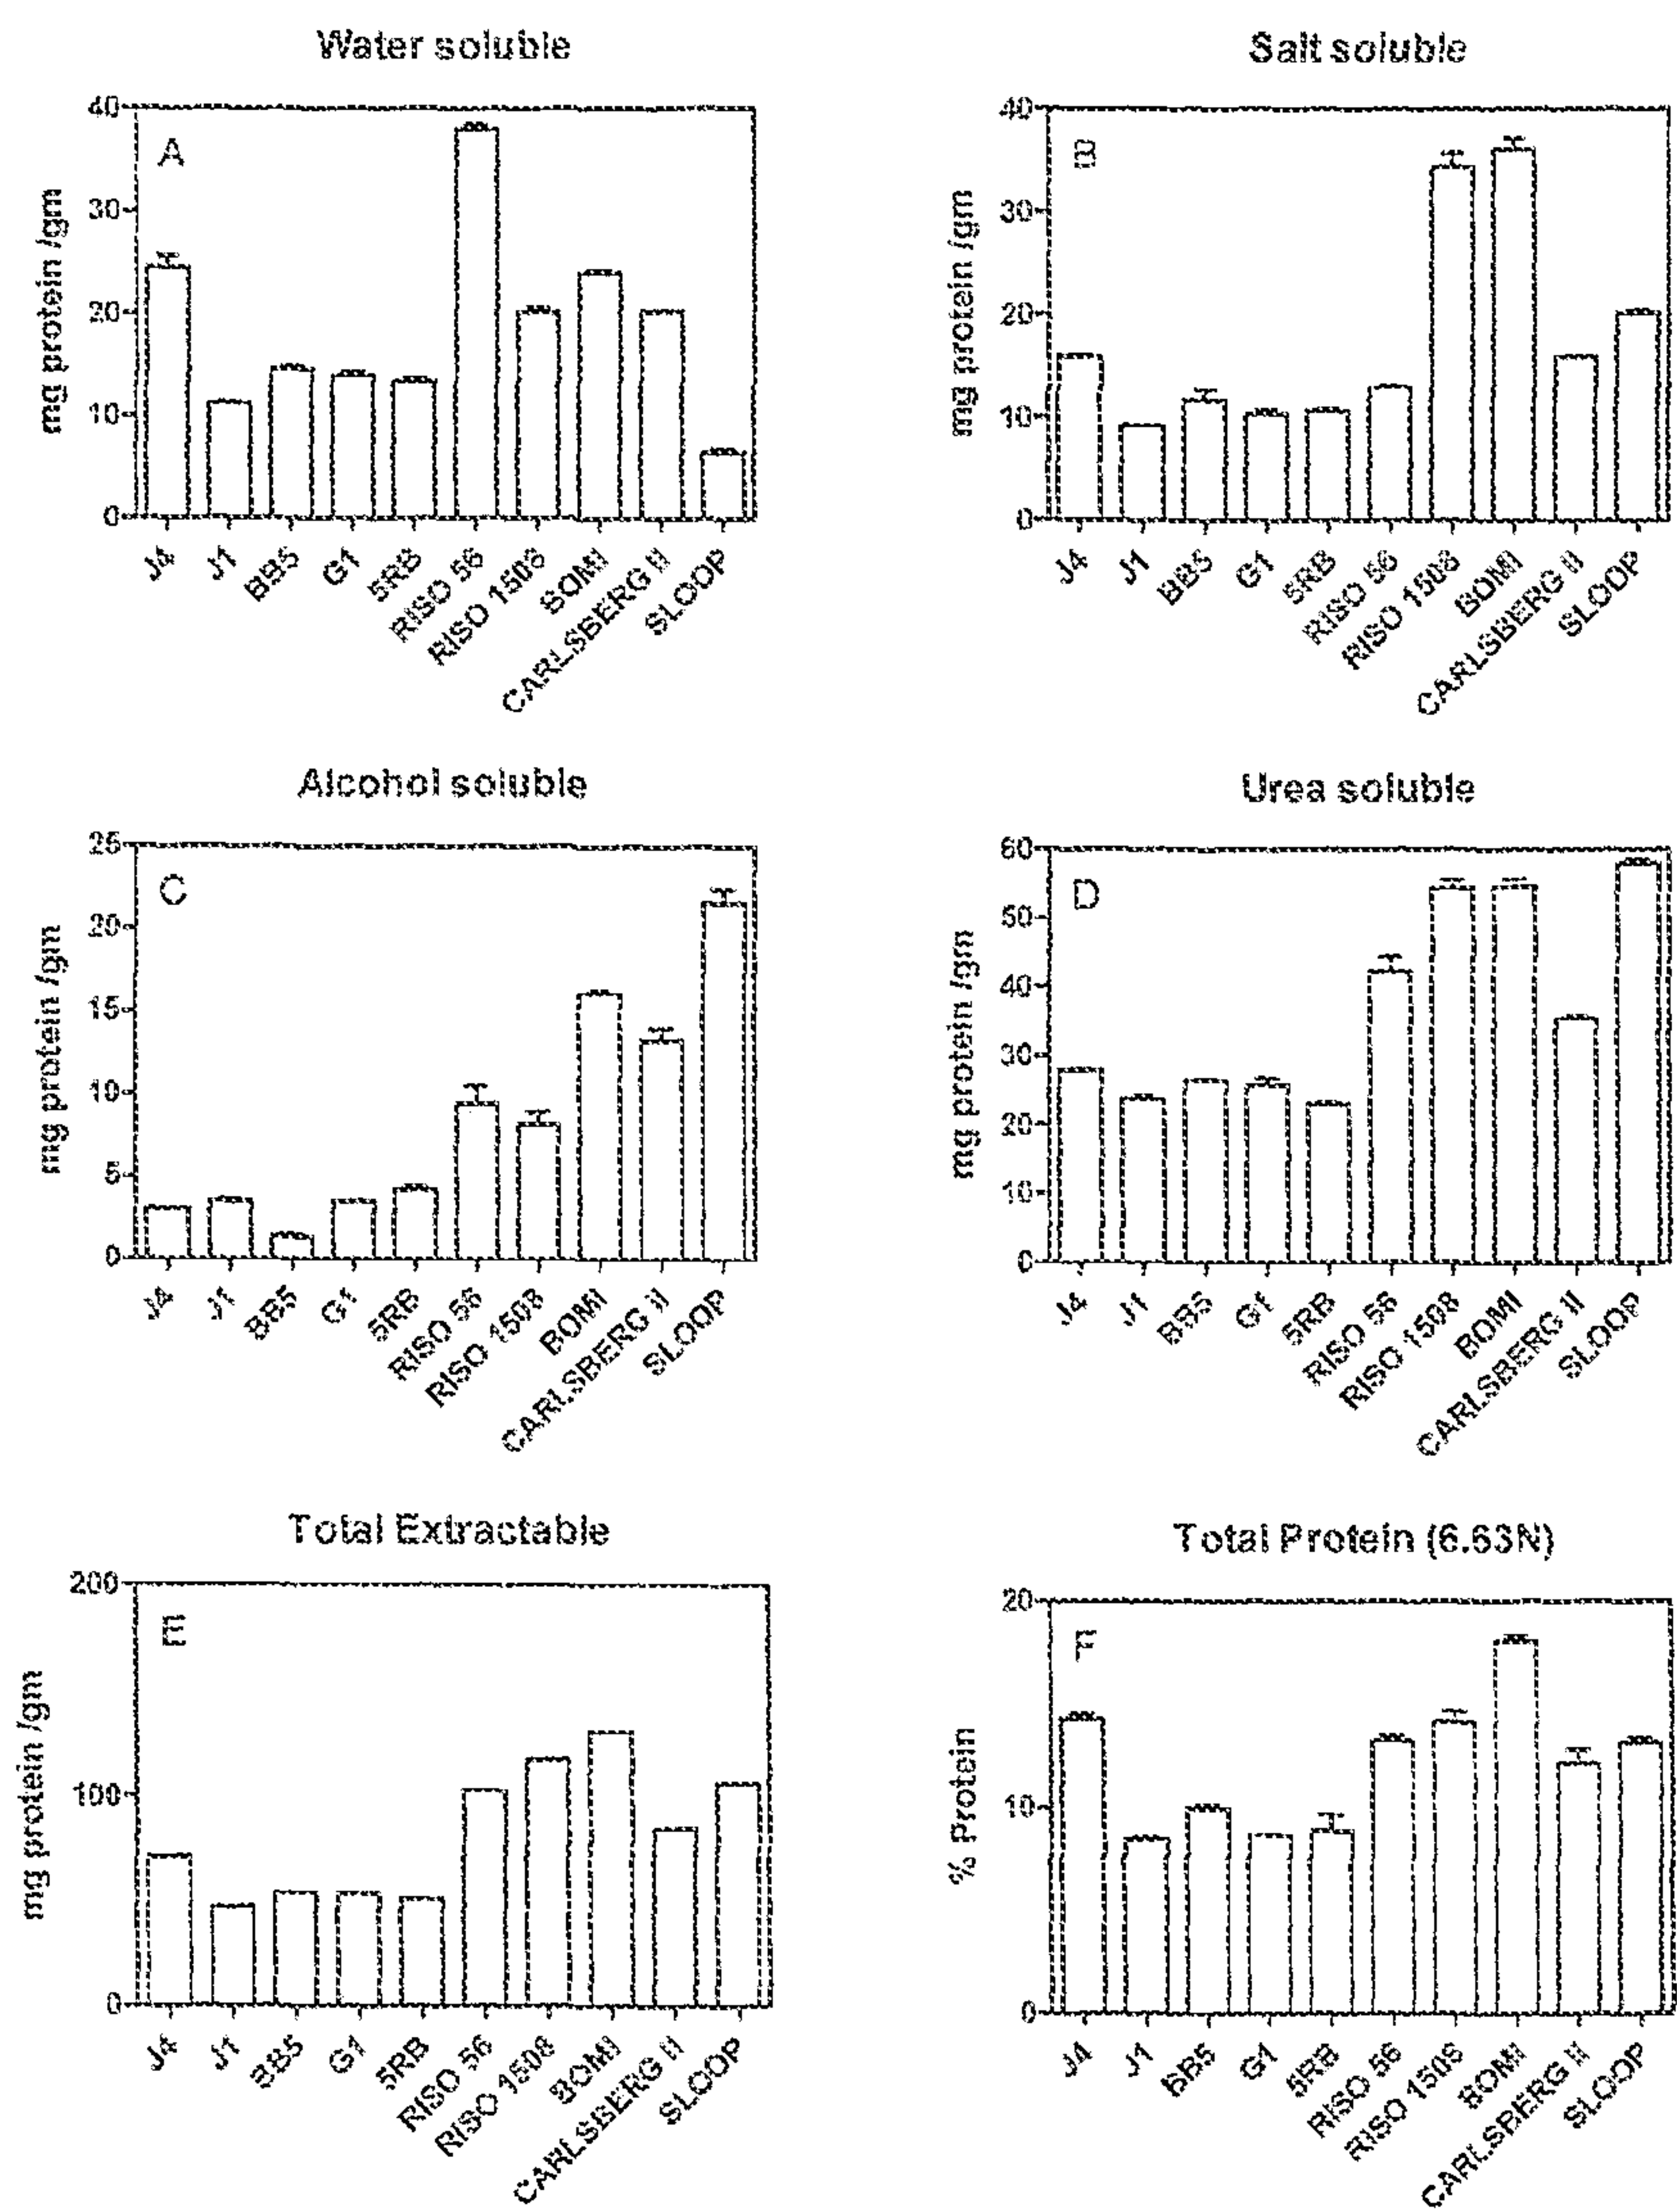 Water soluble
A
mg protein /gm
40
30
20
10
0
J4 J1 BB5 G1 5RB RISO 56 RISO 1508 BOMI CARLSBERG II SLOOP
Salt soluble
B
mg protein /gm
40
30
20
10
0
J4 J1 BB5 G1 5RB RISO 56 RISO 1508 BOMI CARLSBERG II SLOOP
Alcohol soluble
C
mg protein /gm
25
20
15
10
5
0
J4 J1 BB5 G1 5RB RISO 56 RISO 1508 BOMI CARLSBERG II SLOOP
Urea soluble
D
mg protein /gm
60
50
40
30
20
10
0
J4 J1 BB5 G1 5RB RISO 56 RISO 1508 BOMI CARLSBERG II SLOOP
Total Extractable
E
mg protein /gm
200
100
0
J4 J1 BB5 G1 5RB RISO 56 RISO 1508 BOMI CARLSBERG II SLOOP
Total Protein (6.63N)
F
% Protein
20
10
0
J4 J1 BB5 G1 5RB RISO 56 RISO 1508 BOMI CARLSBERG II SLOOP